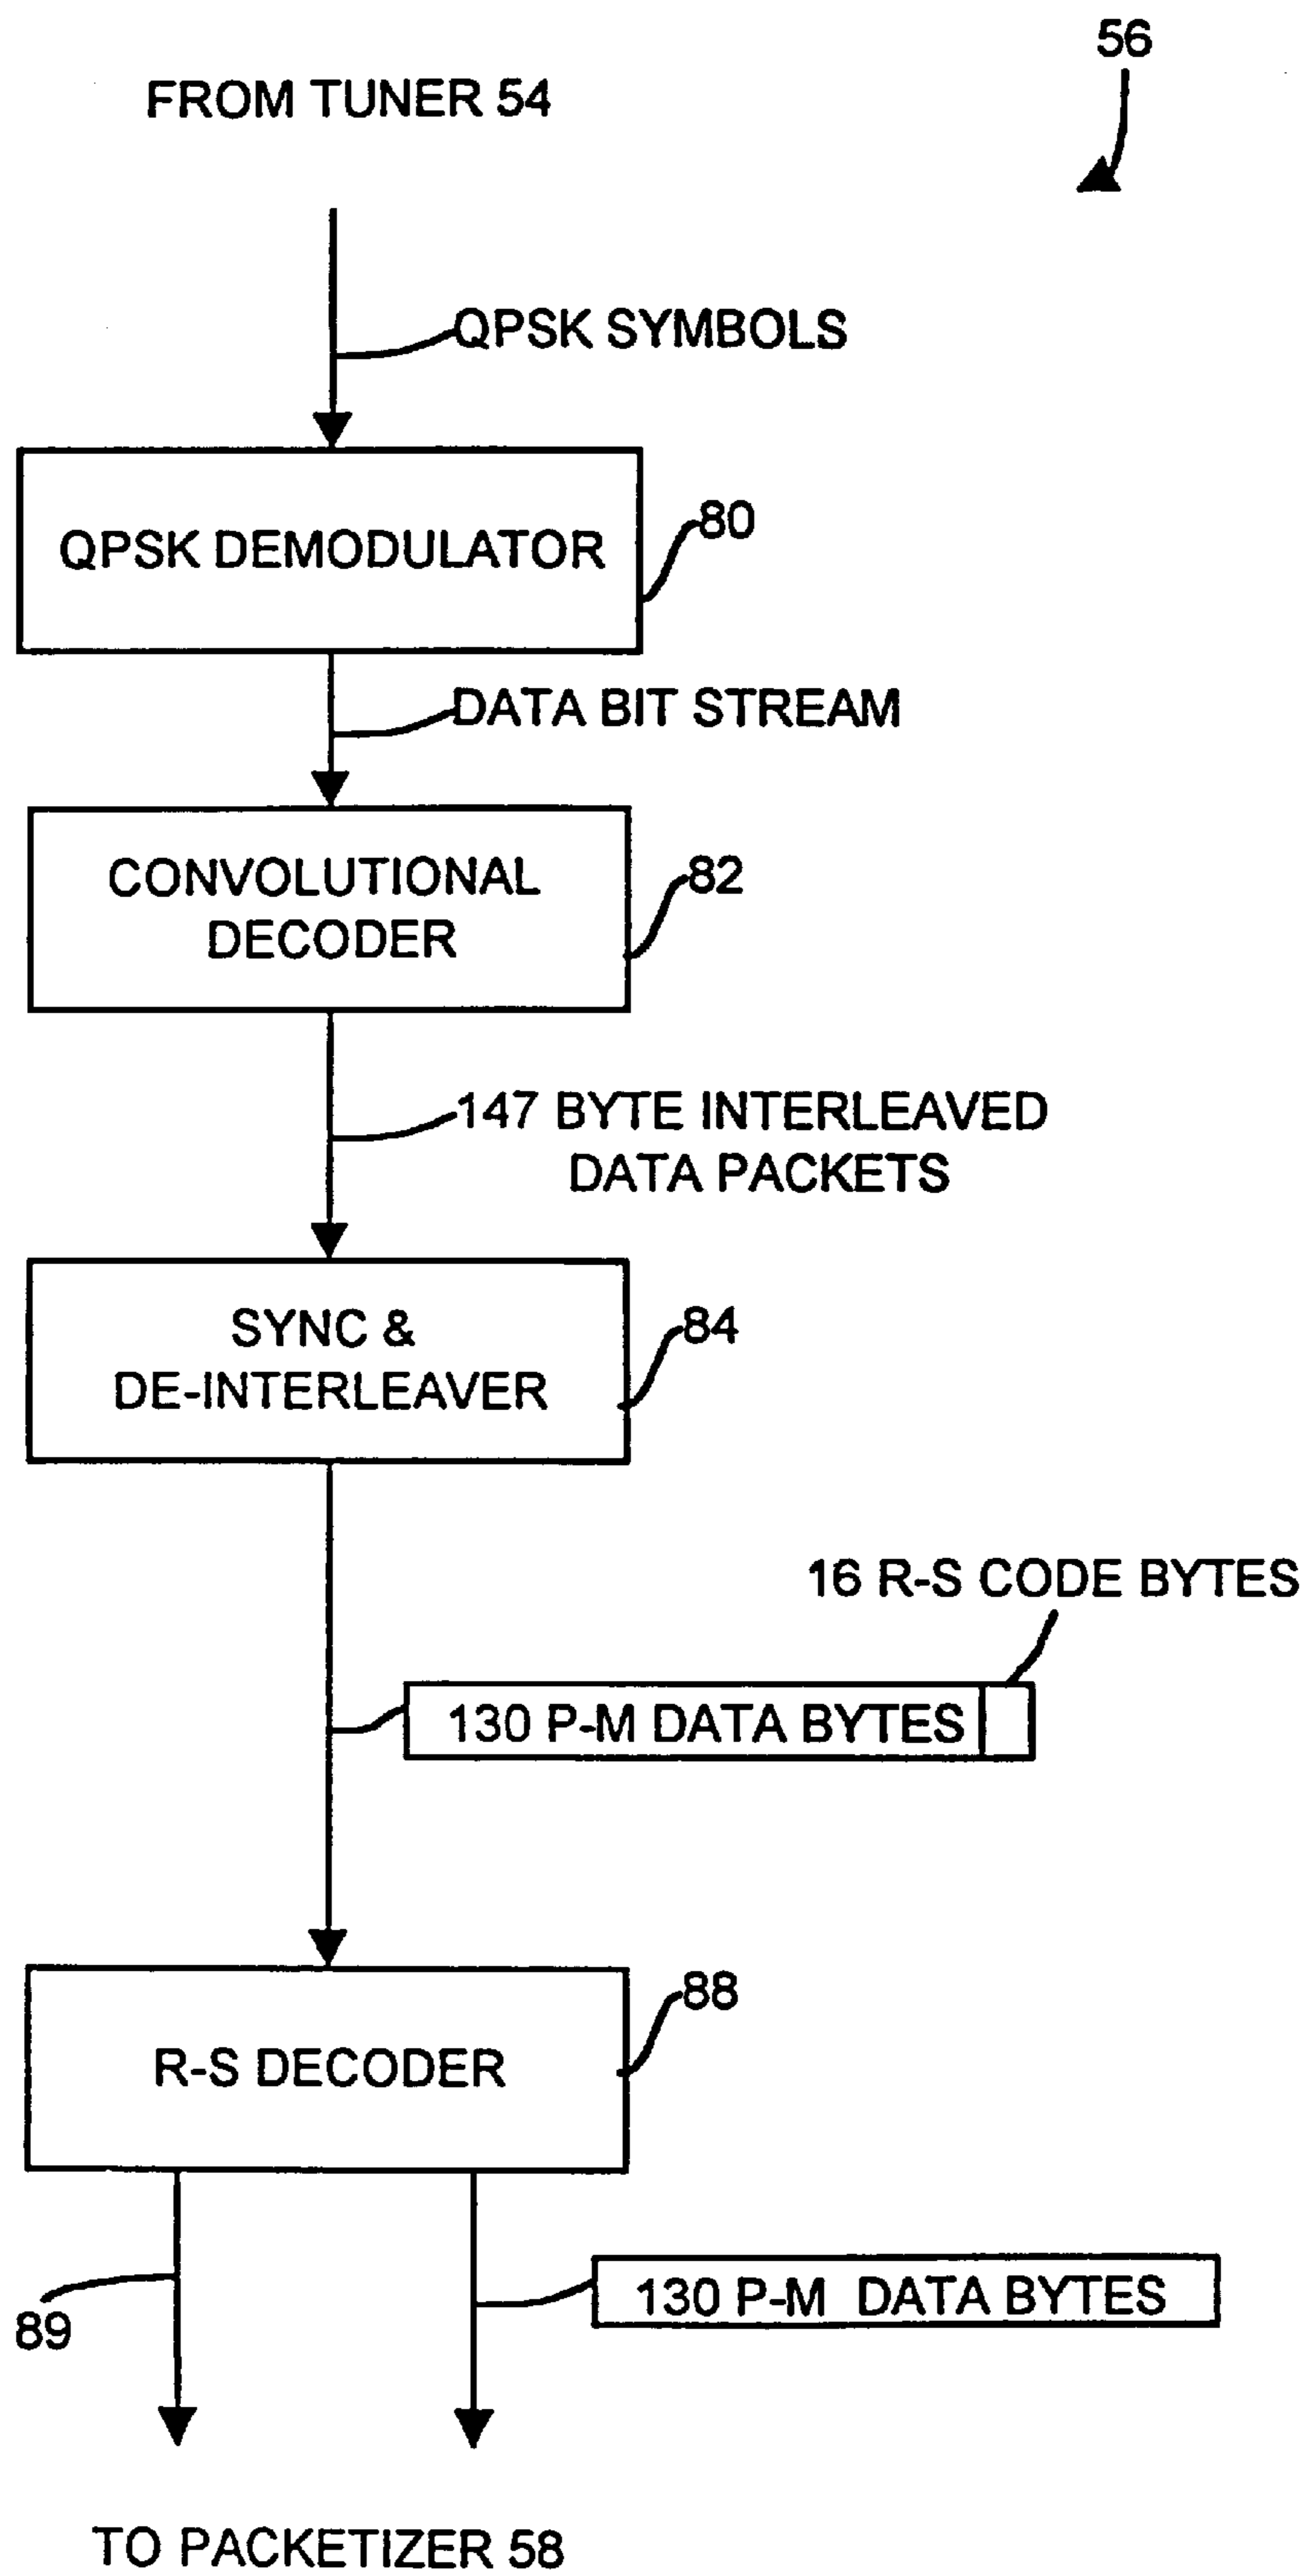 56
FROM TUNER 54
QPSK SYMBOLS
QPSK DEMODULATOR
80
DATA BIT STREAM
CONVOLUTIONAL
DECODER
82
147 BYTE INTERLEAVED
DATA PACKETS
SYNC &
DE-INTERLEAVER
84
16 R-S CODE BYTES
130 P-M DATA BYTES
88
R-S DECODER
130 P-M DATA BYTES
89
TO PACKETIZER 58